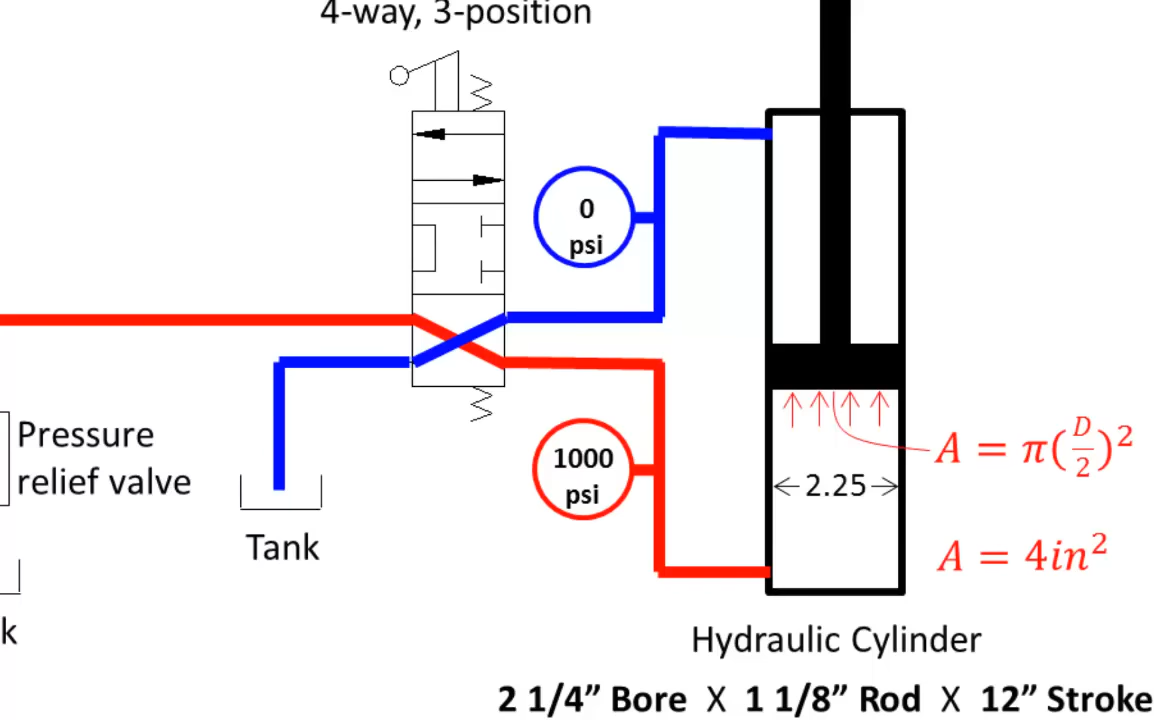 4-way, 3-position
0
psi
Pressure
relief valve
1000
psi
A = π(D/2)²
2.25
Tank
A = 4in²
k
Hydraulic Cylinder
2 1/4” Bore X 1 1/8” Rod X 12” Stroke